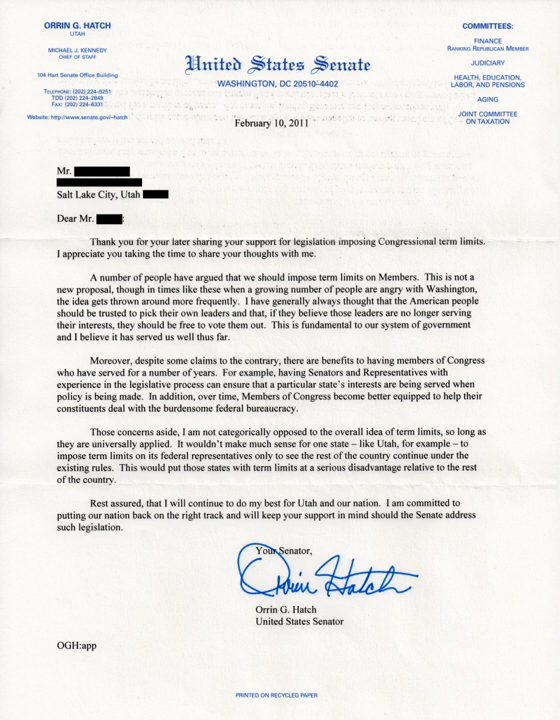 ORRIN G. HATCH
UTAH
MICHAEL J. KENNEDY
CHIEF OF STAFF
104 Hart Senate Office Building
TELEPHONE: (202) 224-5251
TDD (202) 224-2849
FAX: (202) 224-6331
Website: http://www.senate.gov/~hatch
United States Senate
WASHINGTON, DC 20510-4402
COMMITTEES:
FINANCE
RANKING REPUBLICAN MEMBER
JUDICIARY
HEALTH, EDUCATION,
LABOR, AND PENSIONS
AGING
JOINT COMMITTEE
ON TAXATION
February 10, 2011
Mr.
Salt Lake City, Utah
Dear Mr. :
Thank you for your later sharing your support for legislation imposing Congressional term limits.
I appreciate you taking the time to share your thoughts with me.
A number of people have argued that we should impose term limits on Members. This is not a
new proposal, though in times like these when a growing number of people are angry with Washington,
the idea gets thrown around more frequently. I have generally always thought that the American people
should be trusted to pick their own leaders and that, if they believe those leaders are no longer serving
their interests, they should be free to vote them out. This is fundamental to our system of government
and I believe it has served us well thus far.
Moreover, despite some claims to the contrary, there are benefits to having members of Congress
who have served for a number of years. For example, having Senators and Representatives with
experience in the legislative process can ensure that a particular state's interests are being served when
policy is being made. In addition, over time, Members of Congress become better equipped to help their
constituents deal with the burdensome federal bureaucracy.
Those concerns aside, I am not categorically opposed to the overall idea of term limits, so long as
they are universally applied. It wouldn't make much sense for one state – like Utah, for example – to
impose term limits on its federal representatives only to see the rest of the country continue under the
existing rules. This would put those states with term limits at a serious disadvantage relative to the rest
of the country.
Rest assured, that I will continue to do my best for Utah and our nation. I am committed to
putting our nation back on the right track and will keep your support in mind should the Senate address
such legislation.
Your Senator,
Orrin Hatch
Orrin G. Hatch
United States Senator
OGH:app
PRINTED ON RECYCLED PAPER